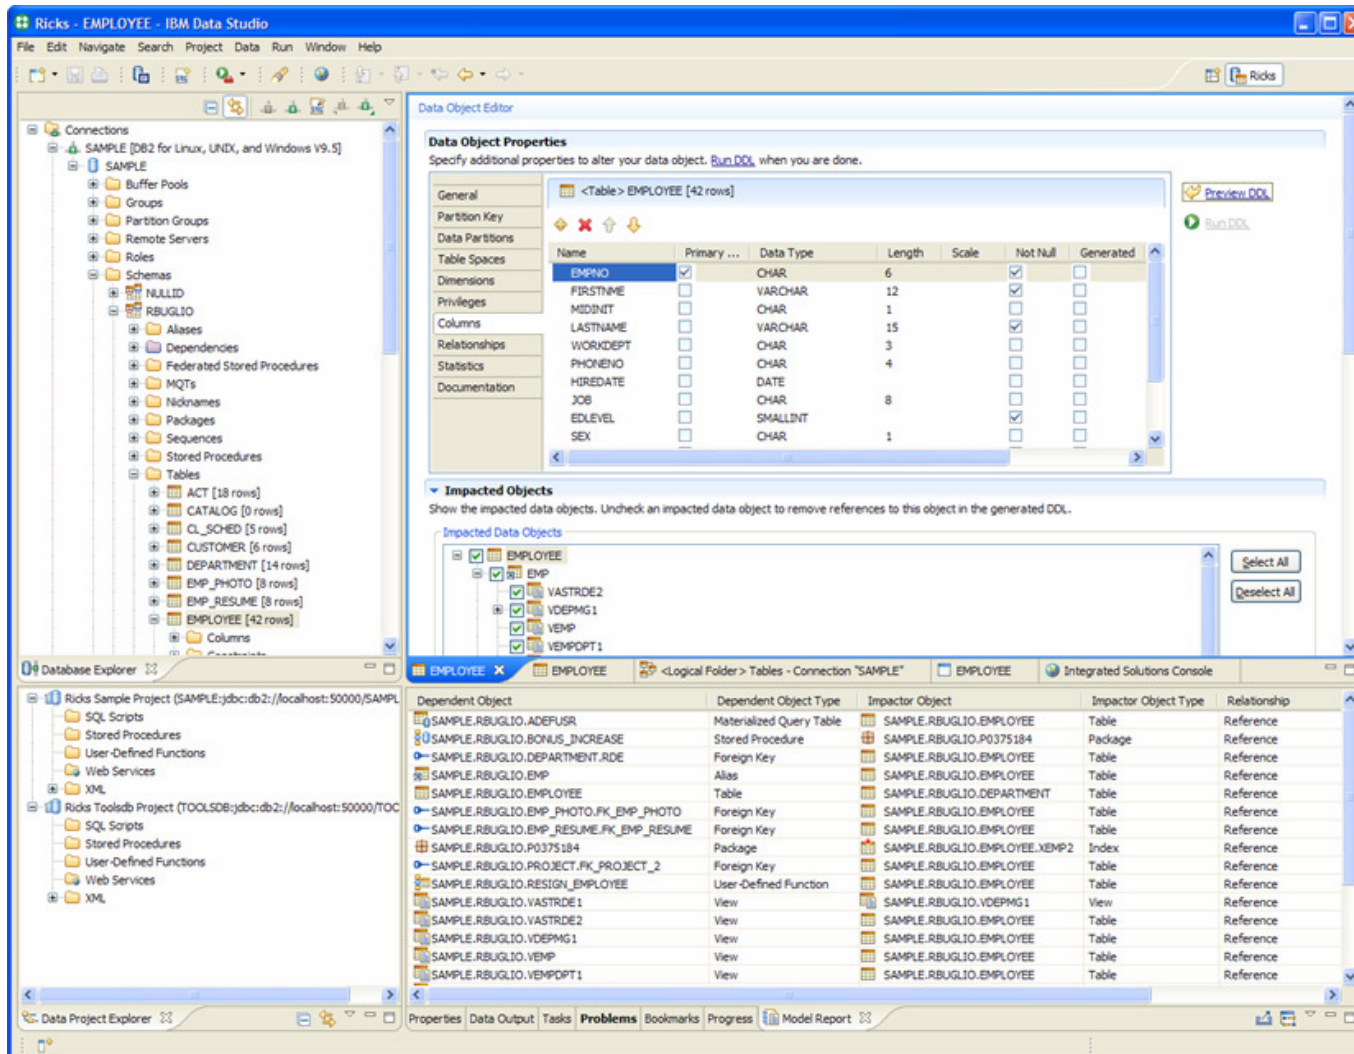 Ricks - EMPLOYEE - IBM Data Studio
File Edit Navigate Search Project Data Run Window Help
Ricks
Connections
SAMPLE [DB2 for Linux, UNIX, and Windows V9.5]
SAMPLE
Buffer Pools
Groups
Partition Groups
Remote Servers
Roles
Schemas
NULLID
RBUGLIO
Aliases
Dependencies
Federated Stored Procedures
MQTs
Nicknames
Packages
Sequences
Stored Procedures
Tables
ACT [18 rows]
CATALOG [0 rows]
CL_SCHED [5 rows]
CUSTOMER [6 rows]
DEPARTMENT [14 rows]
EMP_PHOTO [8 rows]
EMP_RESUME [8 rows]
EMPLOYEE [42 rows]
Columns
Constraints
Database Explorer
Data Object Editor
Data Object Properties
Specify additional properties to alter your data object. Run DDL when you are done.
General
Partition Key
Data Partitions
Table Spaces
Dimensions
Privileges
Columns
Relationships
Statistics
Documentation
<Table> EMPLOYEE [42 rows]
Name Primary ... Data Type Length Scale Not Null Generated
EMPNO CHAR 6
FIRSTNME VARCHAR 12
MIDINIT CHAR 1
LASTNAME VARCHAR 15
WORKDEPT CHAR 3
PHONENO CHAR 4
HIREDATE DATE
JOB CHAR 8
EDLEVEL SMALLINT
SEX CHAR 1
Preview DDL
Run DDL
Impacted Objects
Show the impacted data objects. Uncheck an impacted data object to remove references to this object in the generated DDL.
Impacted Data Objects
EMPLOYEE
EMP
VASTRDE2
VDEPMG1
VEMP
VEMPDPT1
Select All
Deselect All
EMPLOYEE EMPLOYEE <Logical Folder> Tables - Connection "SAMPLE" EMPLOYEE Integrated Solutions Console
Ricks Sample Project (SAMPLE:jdbc:db2://localhost:50000/SAMPL
SQL Scripts
Stored Procedures
User-Defined Functions
Web Services
XML
Ricks Toolsdb Project (TOOLSDB:jdbc:db2://localhost:50000/TOO
SQL Scripts
Stored Procedures
User-Defined Functions
Web Services
XML
Data Project Explorer
Dependent Object Dependent Object Type Impactor Object Impactor Object Type Relationship
SAMPLE.RBUGLIO.ADEFUSR Materialized Query Table SAMPLE.RBUGLIO.EMPLOYEE Table Reference
SAMPLE.RBUGLIO.BONUS_INCREASE Stored Procedure SAMPLE.RBUGLIO.P0375184 Package Reference
SAMPLE.RBUGLIO.DEPARTMENT.RDE Foreign Key SAMPLE.RBUGLIO.EMPLOYEE Table Reference
SAMPLE.RBUGLIO.EMP Alias SAMPLE.RBUGLIO.EMPLOYEE Table Reference
SAMPLE.RBUGLIO.EMPLOYEE Table SAMPLE.RBUGLIO.DEPARTMENT Table Reference
SAMPLE.RBUGLIO.EMP_PHOTO.FK_EMP_PHOTO Foreign Key SAMPLE.RBUGLIO.EMPLOYEE Table Reference
SAMPLE.RBUGLIO.EMP_RESUME.FK_EMP_RESUME Foreign Key SAMPLE.RBUGLIO.EMPLOYEE Table Reference
SAMPLE.RBUGLIO.P0375184 Package SAMPLE.RBUGLIO.EMPLOYEE.XEMP2 Index Reference
SAMPLE.RBUGLIO.PROJECT.FK_PROJECT_2 Foreign Key SAMPLE.RBUGLIO.EMPLOYEE Table Reference
SAMPLE.RBUGLIO.RESIGN_EMPLOYEE User-Defined Function SAMPLE.RBUGLIO.EMPLOYEE Table Reference
SAMPLE.RBUGLIO.VASTRDE1 View SAMPLE.RBUGLIO.VDEPMG1 View Reference
SAMPLE.RBUGLIO.VASTRDE2 View SAMPLE.RBUGLIO.EMPLOYEE Table Reference
SAMPLE.RBUGLIO.VDEPMG1 View SAMPLE.RBUGLIO.EMPLOYEE Table Reference
SAMPLE.RBUGLIO.VEMP View SAMPLE.RBUGLIO.EMPLOYEE Table Reference
SAMPLE.RBUGLIO.VEMPDPT1 View SAMPLE.RBUGLIO.EMPLOYEE Table Reference
Properties Data Output Tasks Problems Bookmarks Progress Model Report